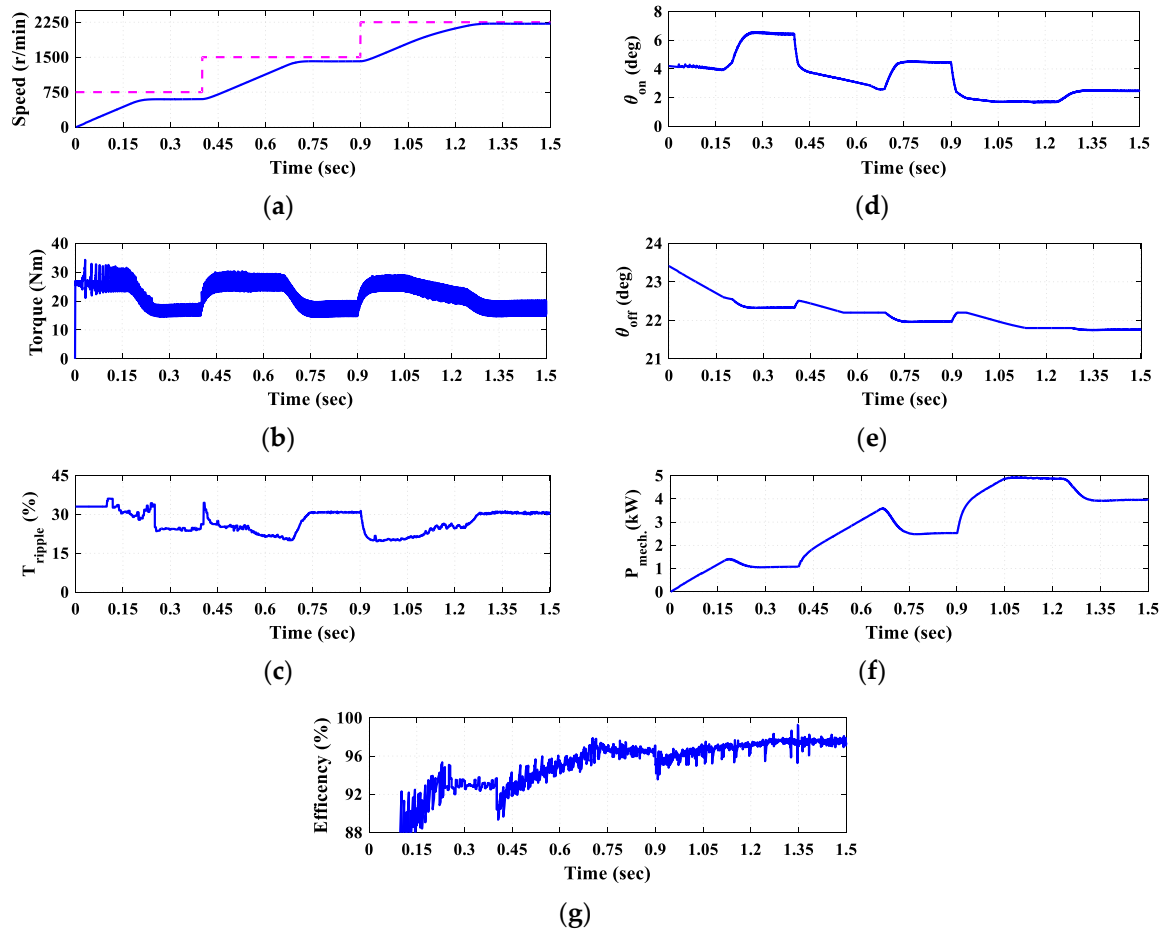 2250
1500
750
0
Speed (r/min)
0 0.15 0.3 0.45 0.6 0.75 0.9 1.05 1.2 1.35 1.5
Time (sec)
(a)
8
6
4
2
0
θon (deg)
0 0.15 0.3 0.45 0.6 0.75 0.9 1.05 1.2 1.35 1.5
Time (sec)
(d)
40
30
20
10
0
Torque (Nm)
0 0.15 0.3 0.45 0.6 0.75 0.9 1.05 1.2 1.35 1.5
Time (sec)
(b)
24
23
22
21
θoff (deg)
0 0.15 0.3 0.45 0.6 0.75 0.9 1.05 1.2 1.35 1.5
Time (sec)
(e)
45
30
15
0
Tripple (%)
0 0.15 0.3 0.45 0.6 0.75 0.9 1.05 1.2 1.35 1.5
Time (sec)
(c)
5
4
3
2
1
0
Pmech. (kW)
0 0.15 0.3 0.45 0.6 0.75 0.9 1.05 1.2 1.35 1.5
Time (sec)
(f)
100
96
92
88
Efficency (%)
0 0.15 0.3 0.45 0.6 0.75 0.9 1.05 1.2 1.35 1.5
Time (sec)
(g)